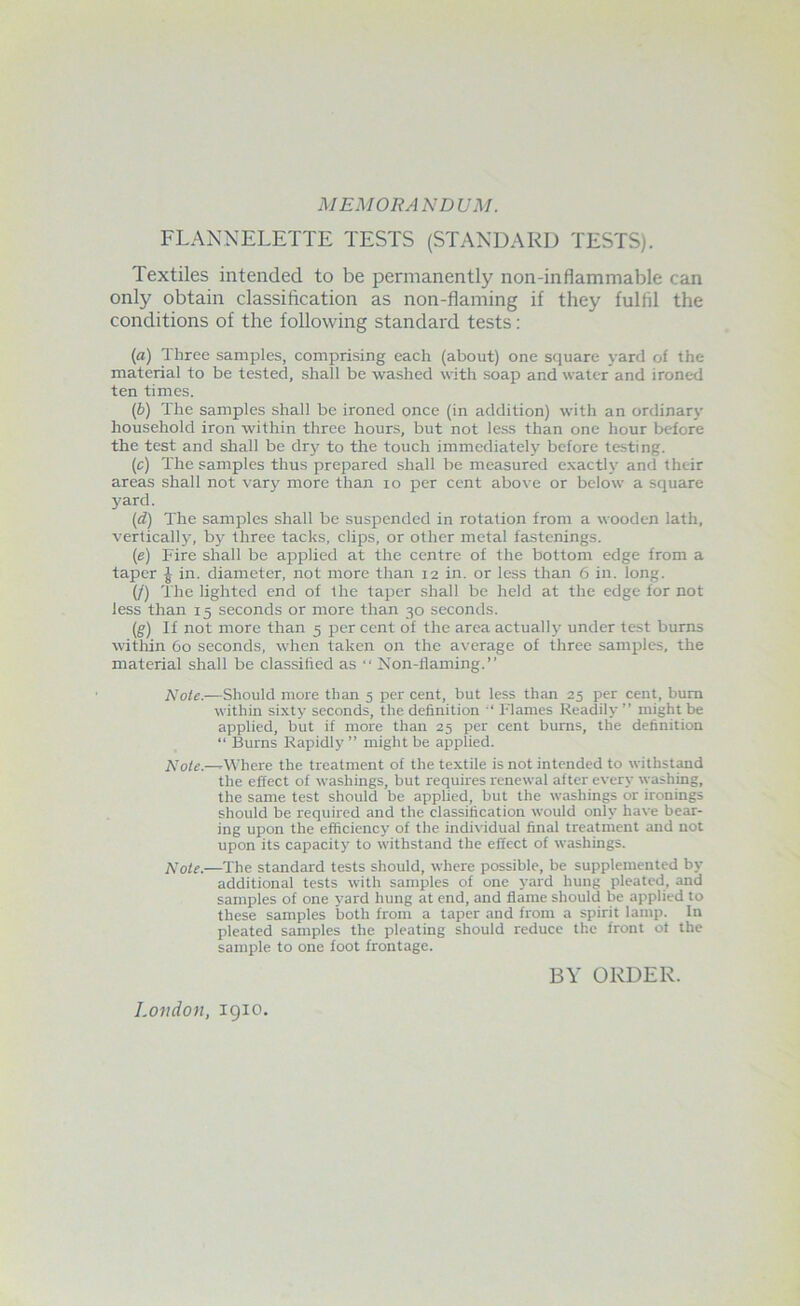 MEMORANDUM.
FLANNELETTE TESTS (STANDARD TESTS).
Textiles intended to be permanently non-inflammable can
only obtain classification as non-flaming if they fulfil the
conditions of the following standard tests:
(a) Three samples, comprising each (about) one square yard of the
material to be tested, shall be washed with soap and water and ironed
ten times.
(b) The samples shall be ironed once (in addition) with an ordinary
household iron within three hours, but not less than one hour before
the test and shall be dry to the touch immediately before testing.
(c) The samples thus prepared shall be measured exactly and their
areas shall not vary more than 10 per cent above or below a square
yard.
(d) The samples shall be suspended in rotation from a wooden lath,
vertically, by three tacks, clips, or other metal fastenings.
(e) Fire shall be applied at the centre of the bottom edge from a
taper in. diameter, not more than 12 in. or less than 6 in. long.
(f) The lighted end of the taper shall be held at the edge for not
less than 15 seconds or more than 30 seconds.
(g) If not more than 5 per cent of the area actually under test burns
within 60 seconds, when taken on the average of three samples, the
material shall be classified as “ Non-flaming.”
Note.—Should more than 5 per cent, but less than 25 per cent, burn
within sixty seconds, the definition “ Flames Readily ” might be
applied, but if more than 25 per cent burns, the definition
“ Burns Rapidly ” might be applied.
Note.—Where the treatment of the textile is not intended to withstand
the effect of washings, but requires renewal after every washing,
the same test should be applied, but the washings or ironings
should be required and the classification would only have bear-
ing upon the efficiency of the individual final treatment and not
upon its capacity to withstand the effect of washings.
Note.—The standard tests should, where possible, be supplemented by
additional tests with samples of one yard hung pleated, and
samples of one yard hung at end, and flame should be applied to
these samples both from a taper and from a spirit lamp. In
pleated samples the pleating should reduce the front of the
sample to one foot frontage.
BY ORDER.
London, 1910.